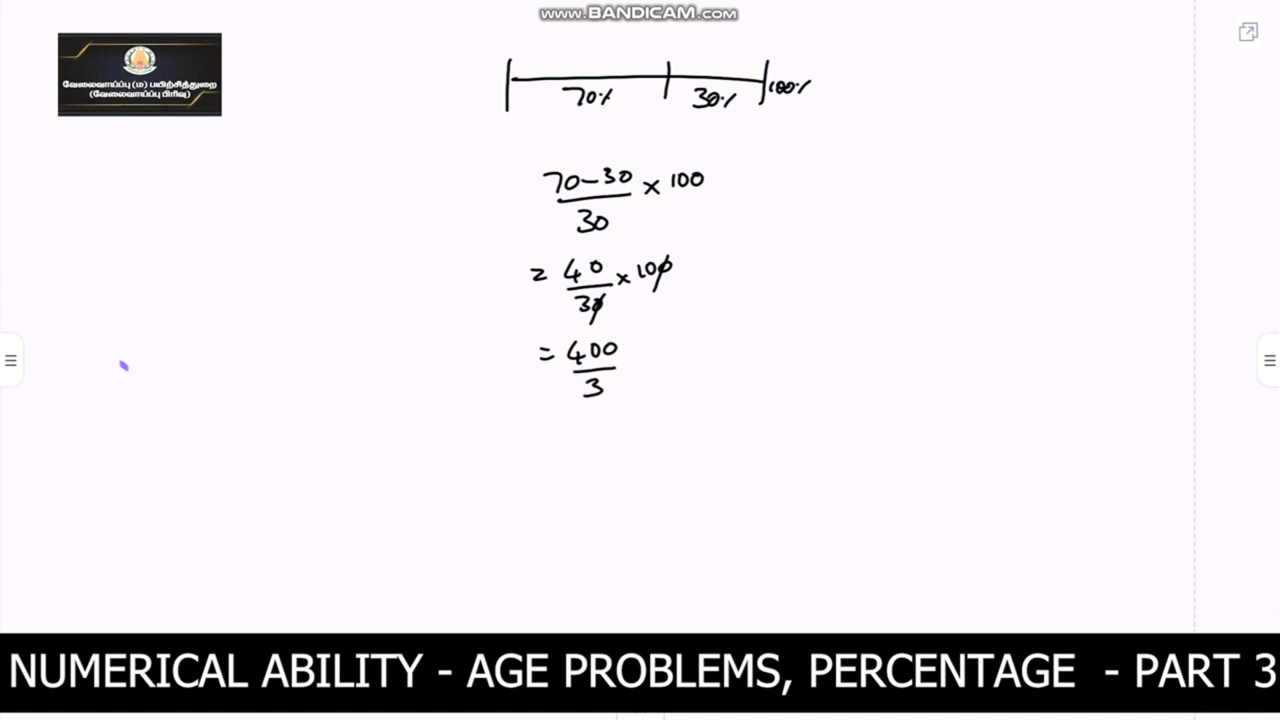 www.BANDICAM.com
வேலைவாய்ப்பு (ம) பயிற்சித்துறை
(வேலைவாய்ப்பு பிரிவு)
70% 30% 100%
70-30/30 × 100
= 40/30 × 100
= 400/3
NUMERICAL ABILITY - AGE PROBLEMS, PERCENTAGE - PART 3